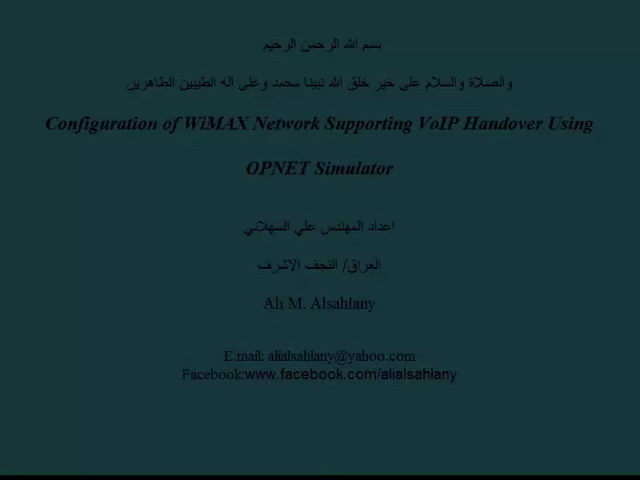 بسم الله الرحمن الرحيم
والصلاة والسلام على خير خلق الله نبينا محمد وعلى اله الطيبين الطاهرين
Configuration of WiMAX Network Supporting VoIP Handover Using
OPNET Simulator
اعداد المهندس علي السهلاني
العراق/ النجف الاشرف
Ali M. Alsahlany
E.mail: alialsahlany@yahoo.com
Facebook:www.facebook.com/alialsahlany